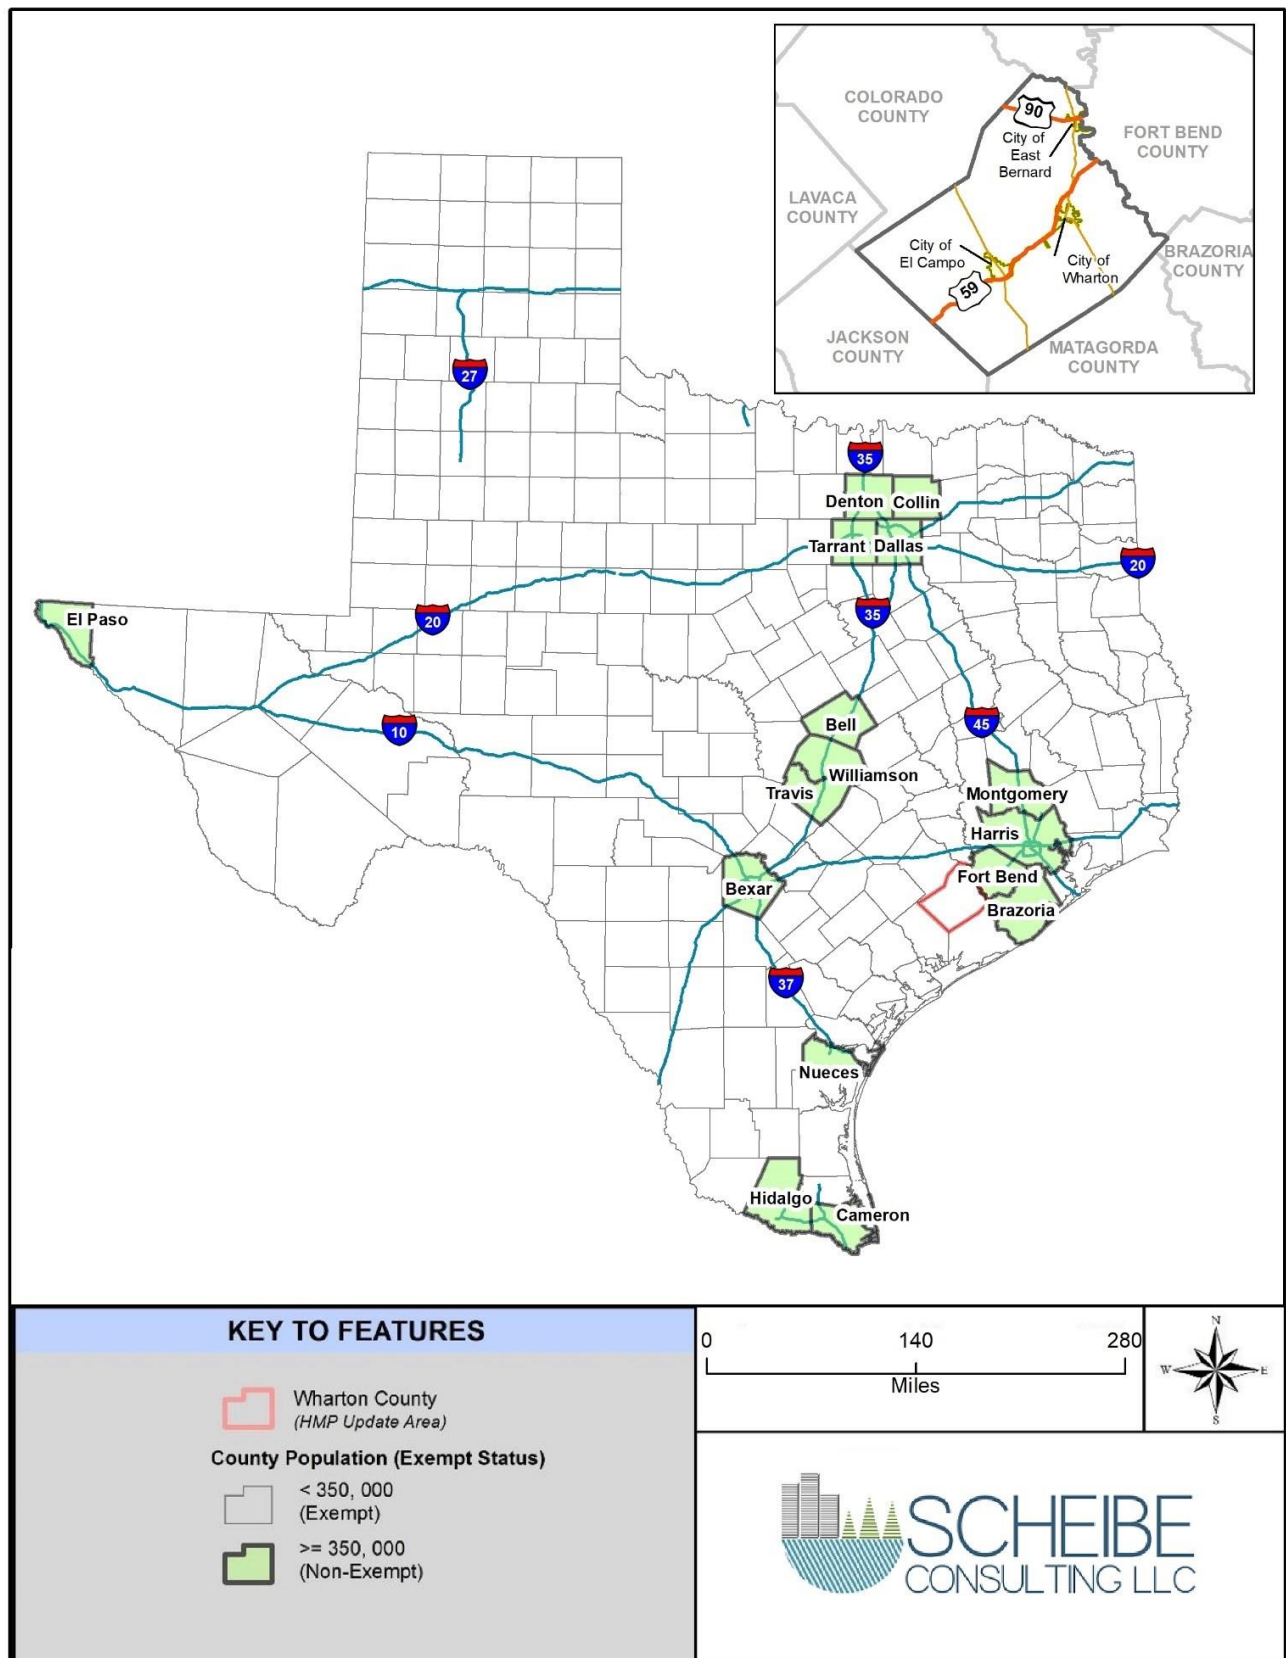 COLORADO
COUNTY
90
City of
East
Bernard
FORT BEND
COUNTY
LAVACA
COUNTY
City of
El Campo
City of
Wharton
BRAZORIA
COUNTY
59
JACKSON
COUNTY
MATAGORDA
COUNTY
27
35
Denton Collin
Tarrant Dallas
20
El Paso
20
35
10
Bell
45
Williamson
Travis
Montgomery
Harris
Bexar
Fort Bend
Brazoria
37
Nueces
Hidalgo
Cameron
KEY TO FEATURES
Wharton County
(HMP Update Area)
County Population (Exempt Status)
< 350, 000
(Exempt)
>= 350, 000
(Non-Exempt)
0 140 280
Miles
N
W E
S
SCHEIBE
CONSULTING LLC